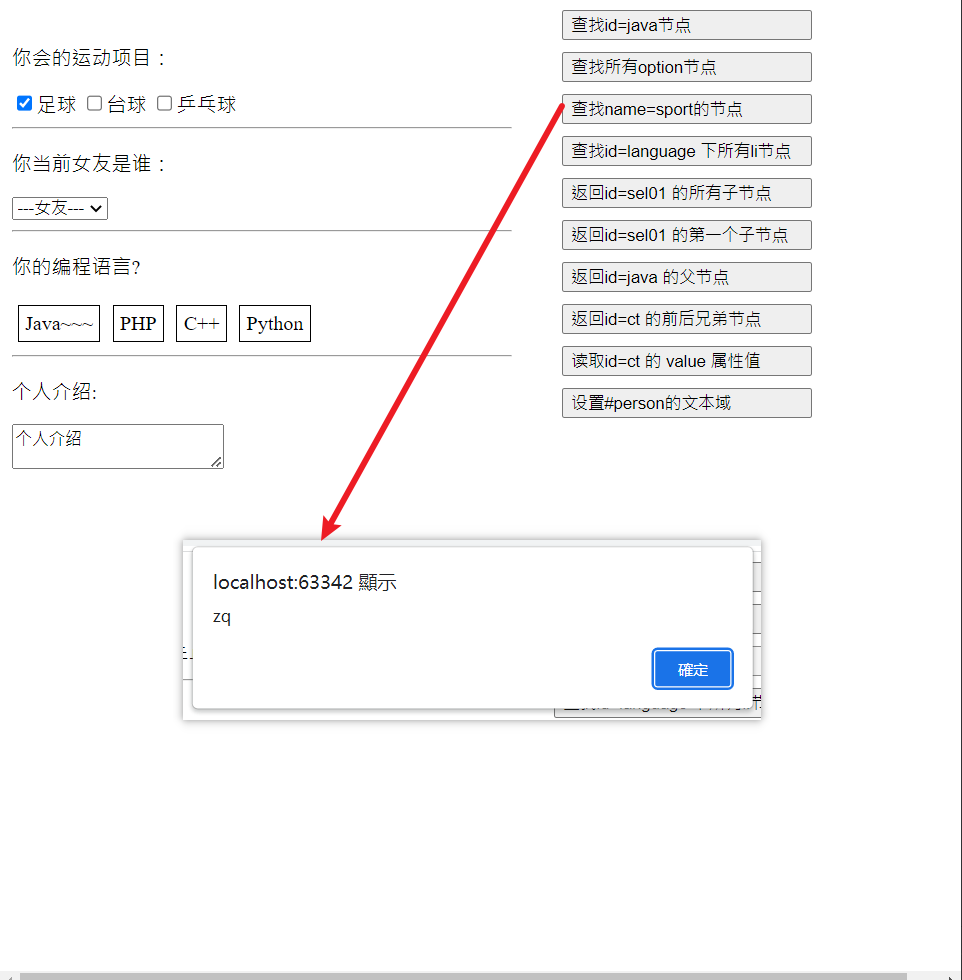 你会的运动项目：
足球 台球 乒乓球
你当前女友是谁：
---女友---
你的编程语言?
Java~~~ PHP C++ Python
个人介绍:
个人介绍
查找id=java节点
查找所有option节点
查找name=sport的节点
查找id=language 下所有li节点
返回id=sel01 的所有子节点
返回id=sel01 的第一个子节点
返回id=java 的父节点
返回id=ct 的前后兄弟节点
读取id=ct 的 value 属性值
设置#person的文本域
localhost:63342 顯示
zq
確定